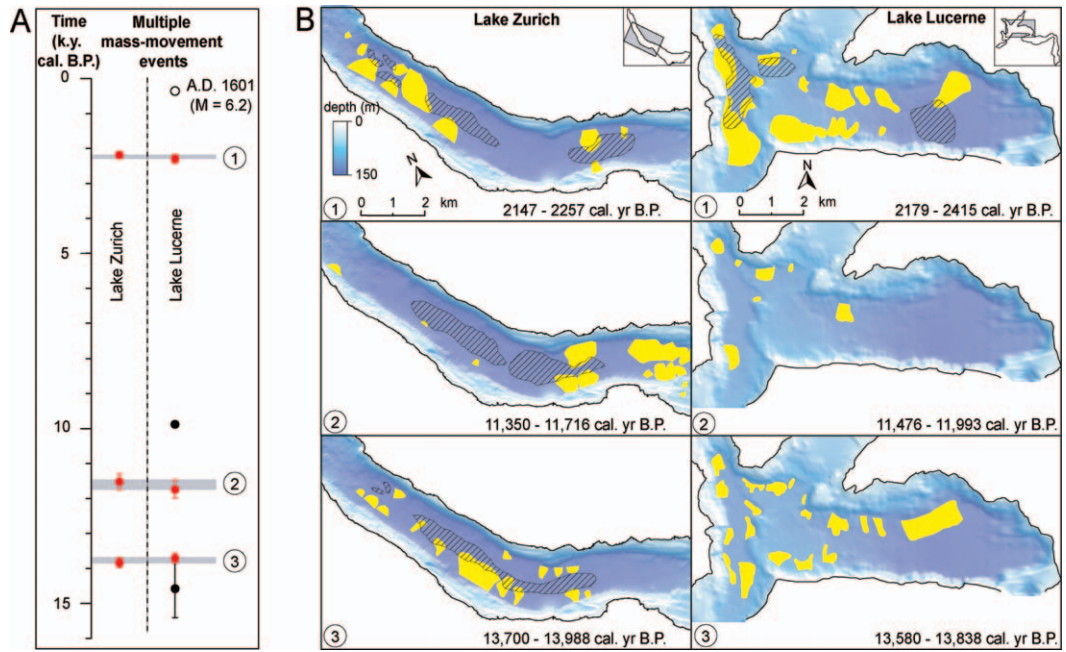 A
Time
(k.y.
cal. B.P.)
Multiple
mass-movement
events
0
5
10
15
A.D. 1601
(M = 6.2)
1
2
3
Lake Zurich
Lake Lucerne
B
Lake Zurich
depth (m)
0
150
N
0 1 2 km
1
2147 - 2257 cal. yr B.P.
Lake Lucerne
N
0 1 2 km
1
2179 - 2415 cal. yr B.P.
2
11,350 - 11,716 cal. yr B.P.
2
11,476 - 11,993 cal. yr B.P.
3
13,700 - 13,988 cal. yr B.P.
3
13,580 - 13,838 cal. yr B.P.